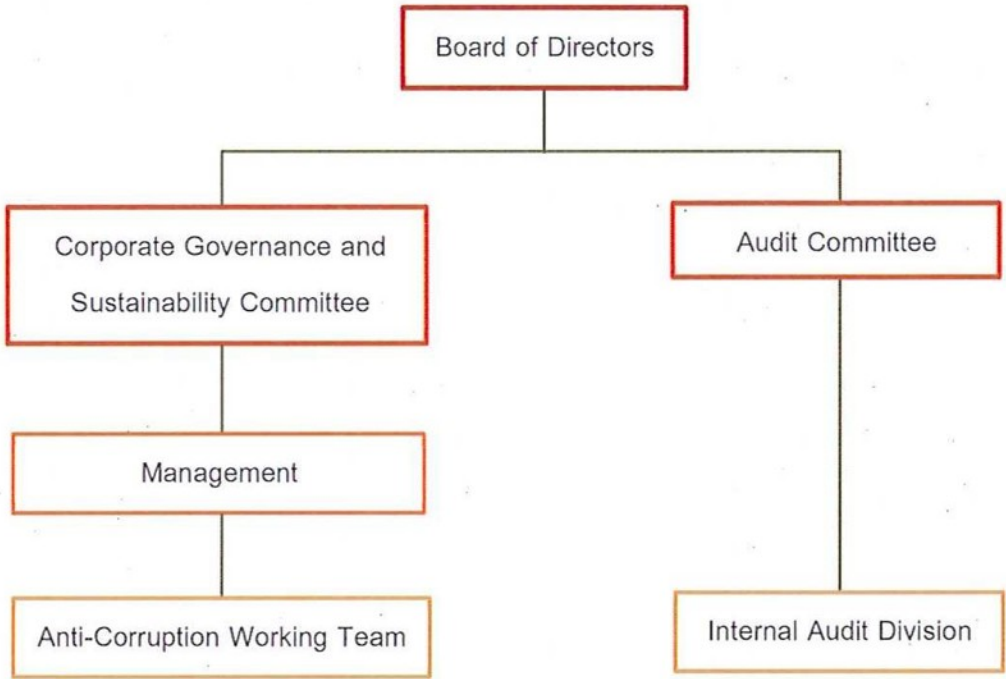 Board of Directors
Corporate Governance and
Sustainability Committee
Audit Committee
Management
Anti-Corruption Working Team
Internal Audit Division